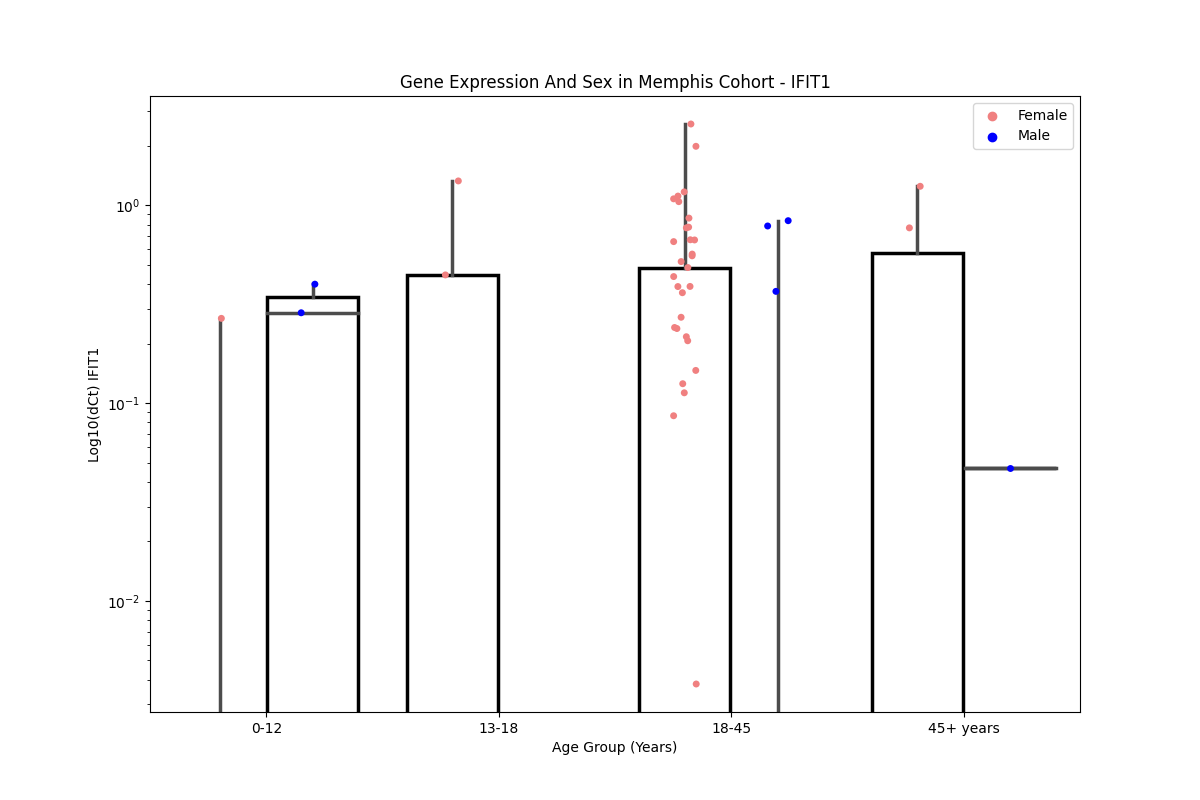 Gene Expression And Sex in Memphis Cohort - IFIT1
Female
Male
10⁰
10⁻¹
10⁻²
Log10(dCt) IFIT1
0-12
13-18
18-45
45+ years
Age Group (Years)